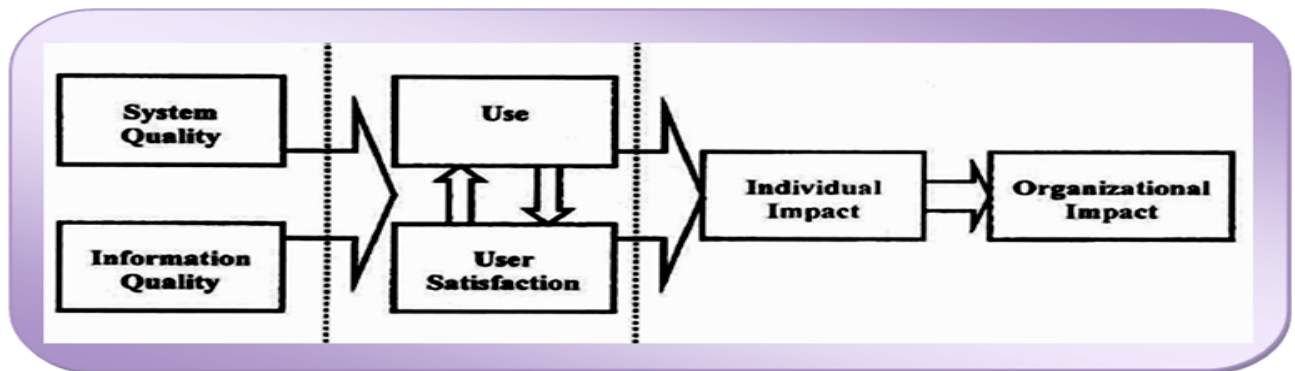 System
Quality
Information
Quality
Use
User
Satisfaction
Individual
Impact
Organizational
Impact